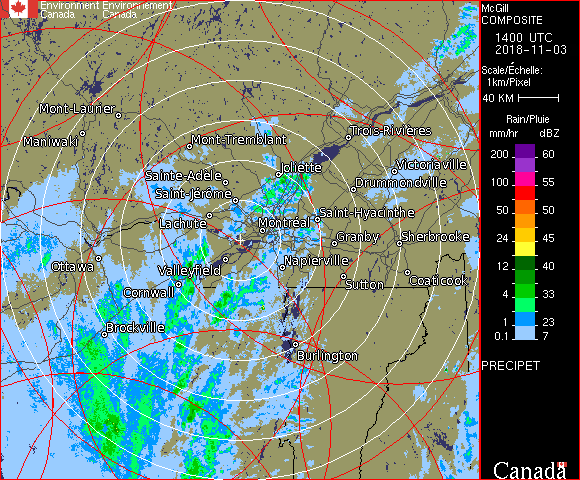 Environment Environnement
Canada Canada
McGill
COMPOSITE
1400 UTC
2018-11-03
Scale/Échelle:
1km/Pixel
40 KM
Rain/Pluie
mm/hr dBZ
200 60
150 57
100 55
50 50
24 45
12 40
4 33
1 23
0.1 7
PRECIPET
Canada
Mont-Laurier
Maniwaki
Mont-Tremblant
Trois-Rivières
Sainte-Adèle
Joliette
Victoriaville
Saint-Jérôme
Drummondville
Lachute
Montréal
Saint-Hyacinthe
Granby
Sherbrooke
Ottawa
Valleyfield
Napierville
Cornwall
Sutton
Coaticook
Brockville
Burlington